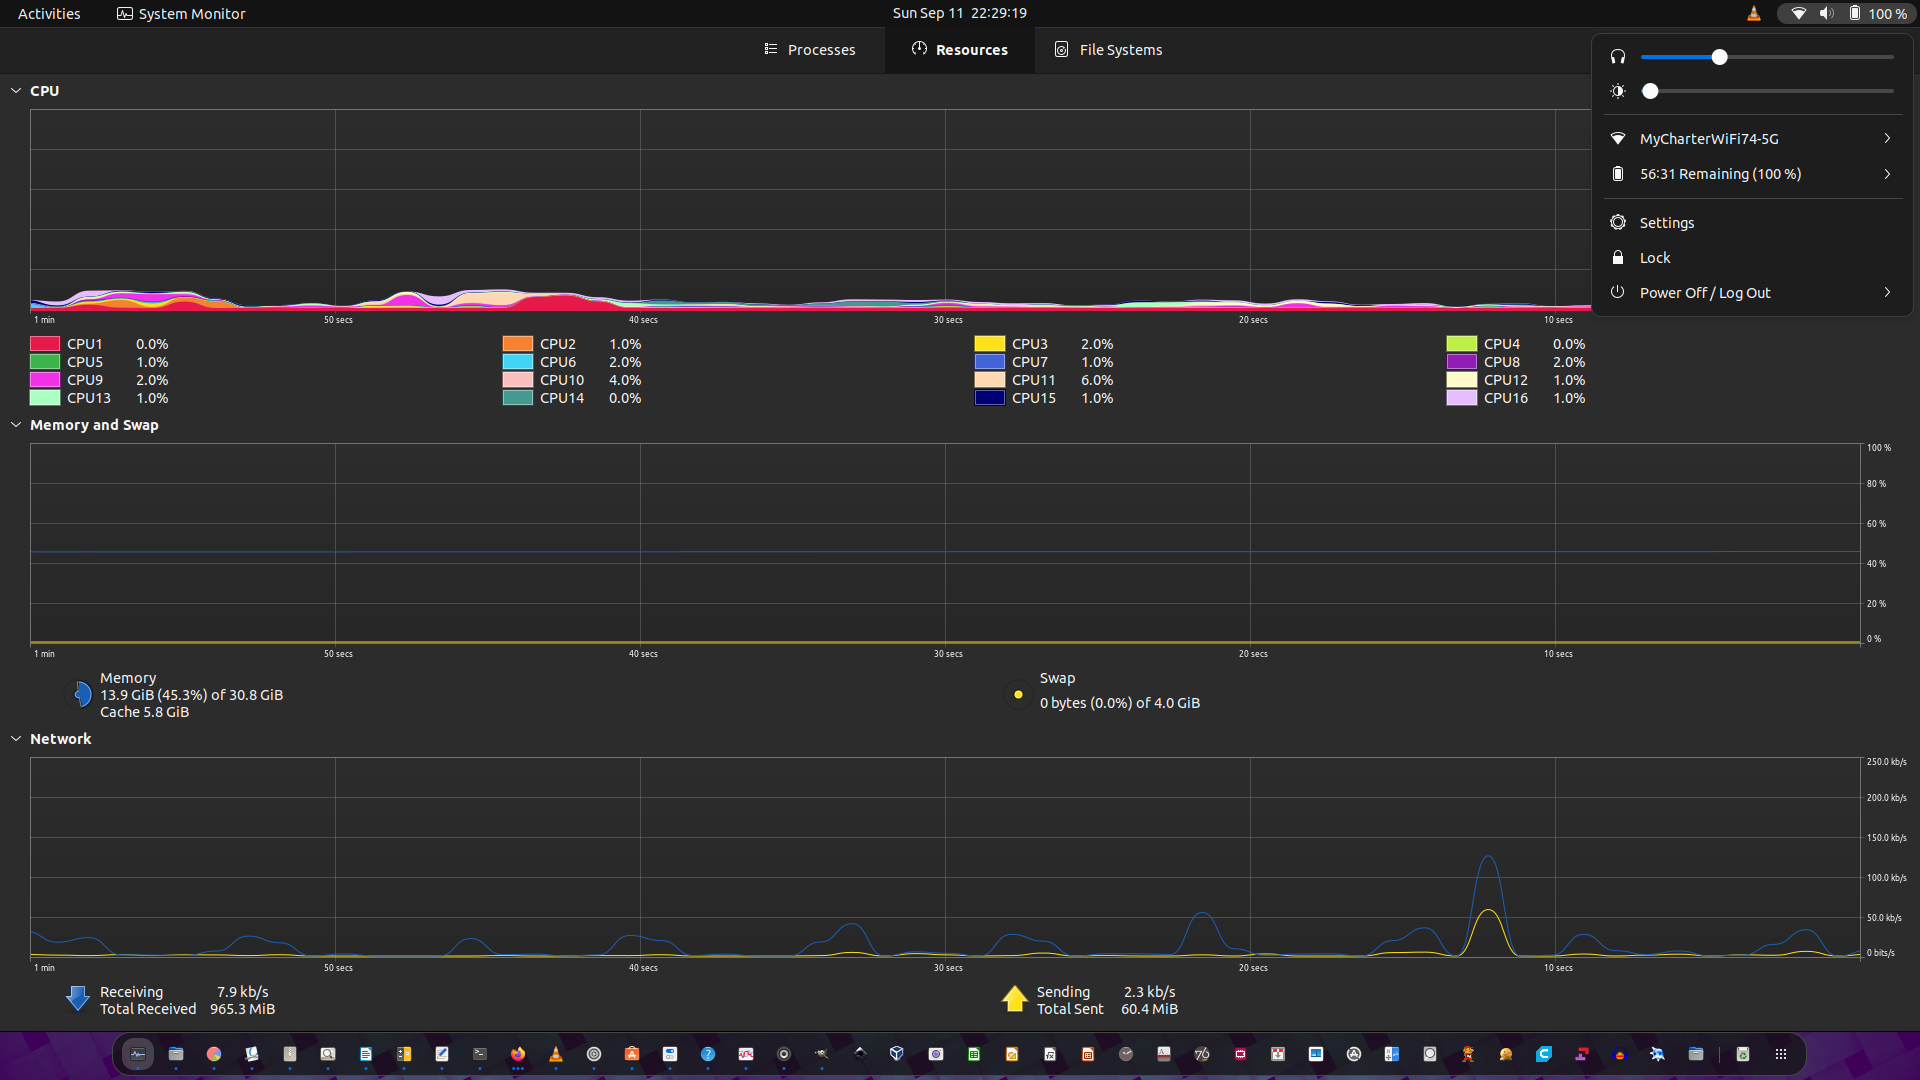 Activities
System Monitor
Sun Sep 11 22:29:19
100 %
Processes
Resources
File Systems
MyCharterWiFi74-5G
56:31 Remaining (100 %)
Settings
Lock
Power Off / Log Out
CPU
1 min
50 secs
40 secs
30 secs
20 secs
10 secs
CPU1 0.0%
CPU2 1.0%
CPU3 2.0%
CPU4 0.0%
CPU5 1.0%
CPU6 2.0%
CPU7 1.0%
CPU8 2.0%
CPU9 2.0%
CPU10 4.0%
CPU11 6.0%
CPU12 1.0%
CPU13 1.0%
CPU14 0.0%
CPU15 1.0%
CPU16 1.0%
Memory and Swap
100 %
80 %
60 %
40 %
20 %
0 %
1 min
50 secs
40 secs
30 secs
20 secs
10 secs
Memory
13.9 GiB (45.3%) of 30.8 GiB
Cache 5.8 GiB
Swap
0 bytes (0.0%) of 4.0 GiB
Network
250.0 kb/s
200.0 kb/s
150.0 kb/s
100.0 kb/s
50.0 kb/s
0 bits/s
1 min
50 secs
40 secs
30 secs
20 secs
10 secs
Receiving 7.9 kb/s
Total Received 965.3 MiB
Sending 2.3 kb/s
Total Sent 60.4 MiB
76